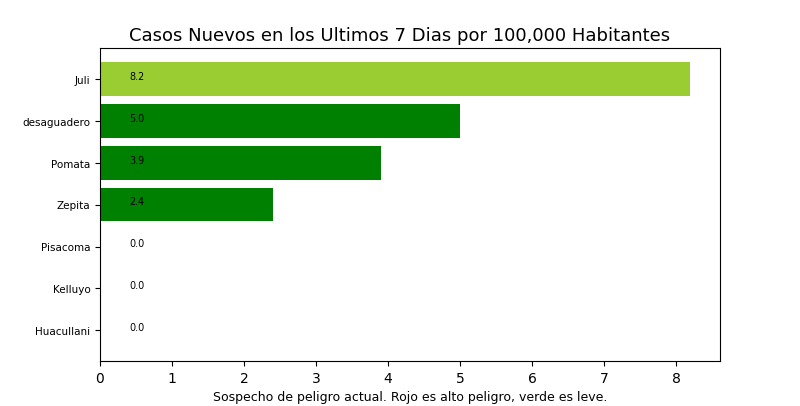 Casos Nuevos en los Ultimos 7 Dias por 100,000 Habitantes
Juli 8.2
desaguadero 5.0
Pomata 3.9
Zepita 2.4
Pisacoma 0.0
Kelluyo 0.0
Huacullani 0.0
0 1 2 3 4 5 6 7 8
Sospecho de peligro actual. Rojo es alto peligro, verde es leve.